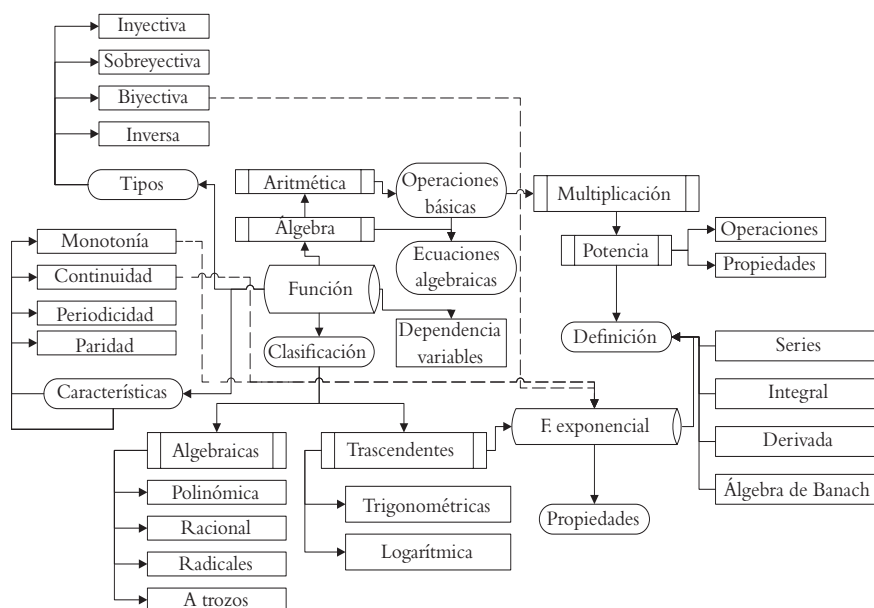 Inyectiva
Sobreyectiva
Biyectiva
Inversa
Tipos
Aritmética
Operaciones
básicas
Multiplicación
Álgebra
Monotonía
Continuidad
Periodicidad
Paridad
Ecuaciones
algebraicas
Potencia
Operaciones
Propiedades
Función
Dependencia
variables
Definición
Clasificación
Características
Series
Integral
Derivada
Álgebra de Banach
Algebraicas
Trascendentes
F. exponencial
Polinómica
Racional
Radicales
A trozos
Trigonométricas
Logarítmica
Propiedades